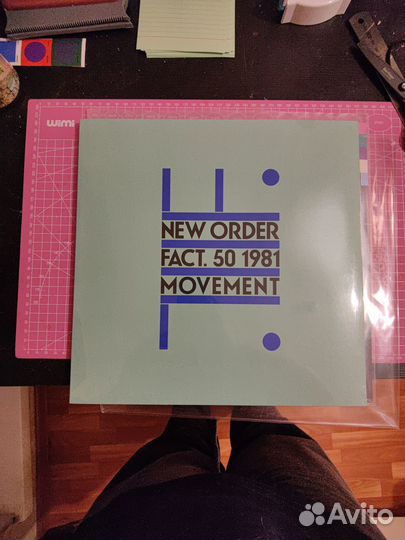 wimi
NEW ORDER
FACT. 50 1981
MOVEMENT
Avito